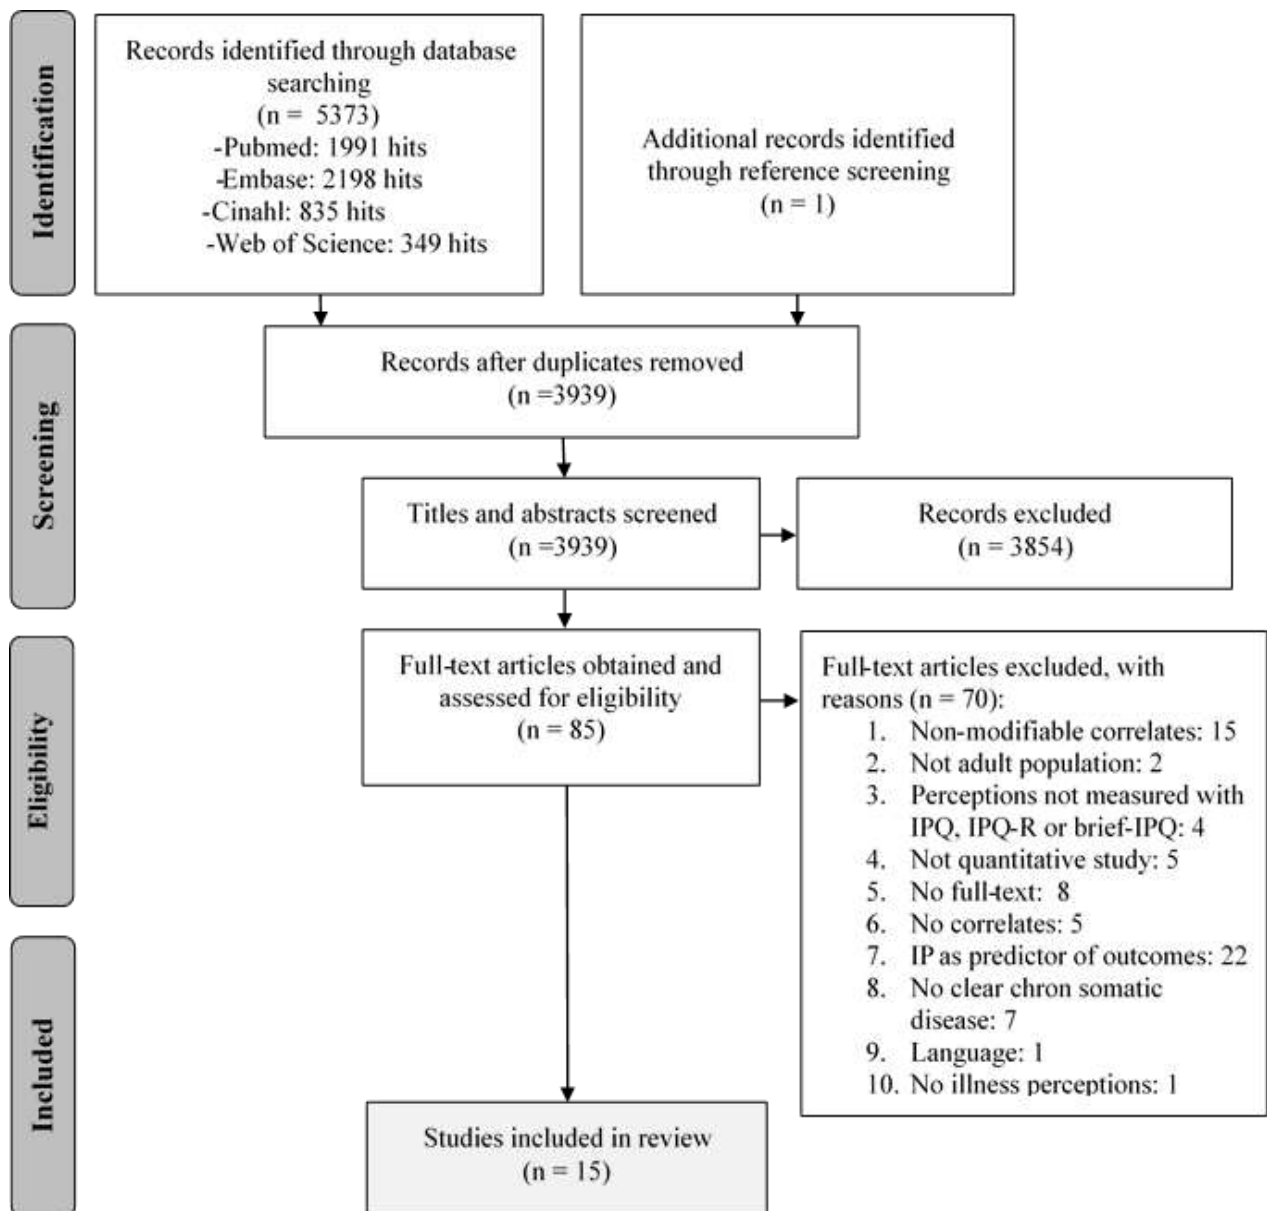 Identification
Records identified through database
searching
(n =  5373)
-Pubmed: 1991 hits
-Embase: 2198 hits
-Cinahl: 835 hits
-Web of Science: 349 hits
Additional records identified
through reference screening
(n = 1)
Screening
Records after duplicates removed
(n =3939)
Titles and abstracts screened
(n =3939)
Records excluded
(n = 3854)
Eligibility
Full-text articles obtained and
assessed for eligibility
(n = 85)
Full-text articles excluded, with
reasons (n = 70):
1. Non-modifiable correlates: 15
2. Not adult population: 2
3. Perceptions not measured with
IPQ, IPQ-R or brief-IPQ: 4
4. Not quantitative study: 5
5. No full-text:  8
6. No correlates: 5
7. IP as predictor of outcomes: 22
8. No clear chron somatic
disease: 7
9. Language: 1
10. No illness perceptions: 1
Included
Studies included in review
(n = 15)